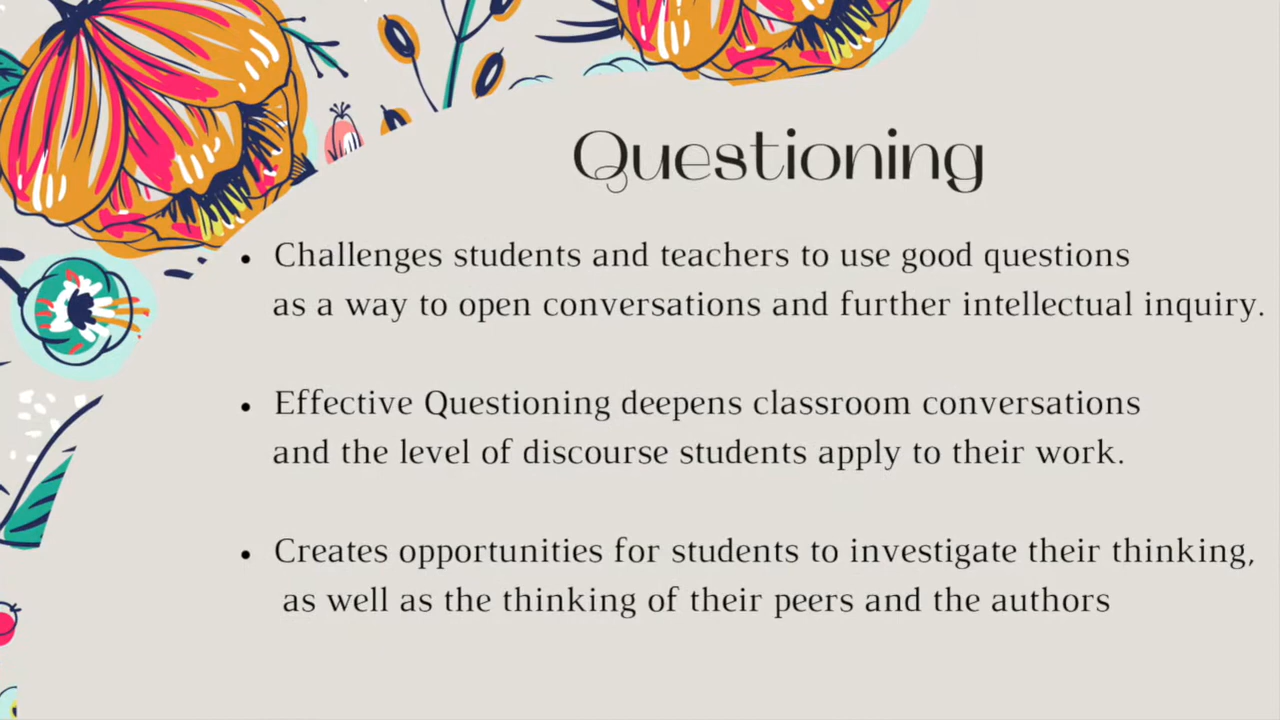 Questioning
• Challenges students and teachers to use good questions
as a way to open conversations and further intellectual inquiry.
• Effective Questioning deepens classroom conversations
and the level of discourse students apply to their work.
• Creates opportunities for students to investigate their thinking,
as well as the thinking of their peers and the authors